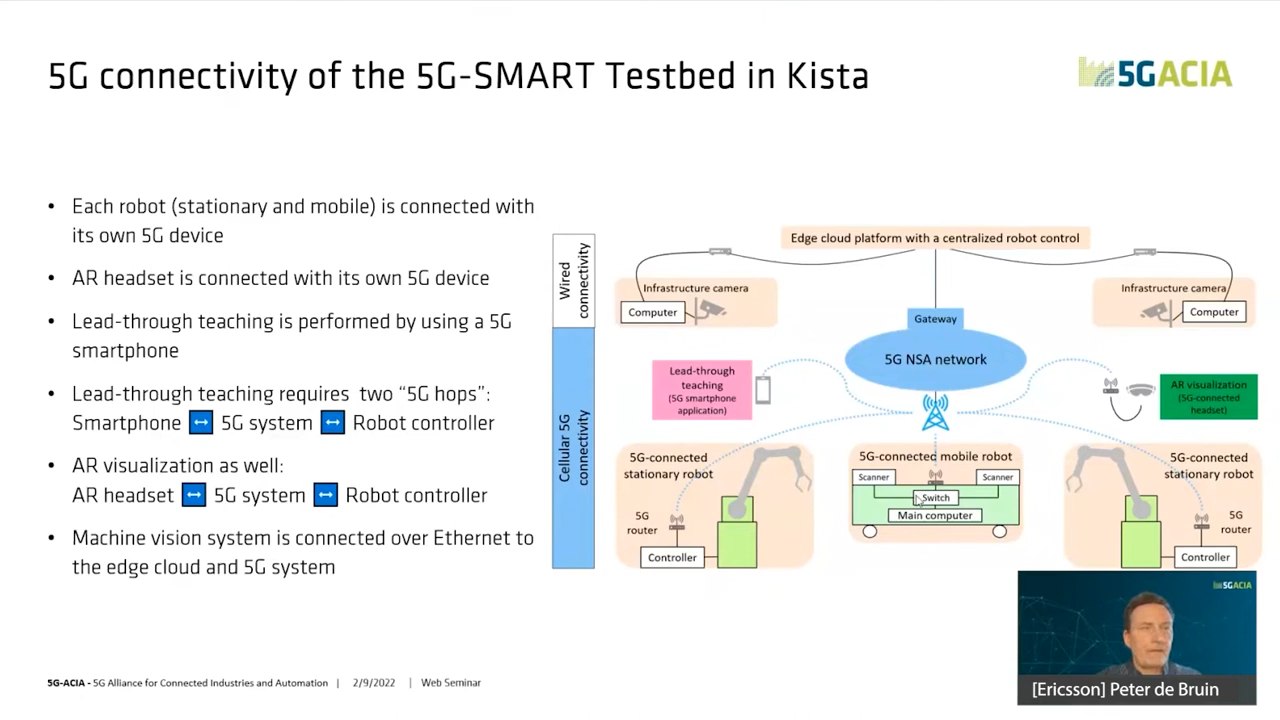 5G connectivity of the 5G-SMART Testbed in Kista
5GACIA
• Each robot (stationary and mobile) is connected with
its own 5G device
• AR headset is connected with its own 5G device
• Lead-through teaching is performed by using a 5G
smartphone
• Lead-through teaching requires two “5G hops”:
Smartphone ↔ 5G system ↔ Robot controller
• AR visualization as well:
AR headset ↔ 5G system ↔ Robot controller
• Machine vision system is connected over Ethernet to
the edge cloud and 5G system
Wired
connectivity
Cellular 5G
connectivity
Edge cloud platform with a centralized robot control
Infrastructure camera
Computer
Infrastructure camera
Computer
Gateway
5G NSA network
Lead-through
teaching
(5G smartphone
application)
AR visualization
(5G-connected
headset)
5G-connected
stationary robot
5G
router
Controller
5G-connected mobile robot
Scanner
Scanner
Switch
Main computer
5G-connected
stationary robot
5G
router
Controller
5GACIA
[Ericsson] Peter de Bruin
5G-ACIA - 5G Alliance for Connected Industries and Automation | 2/9/2022 | Web Seminar